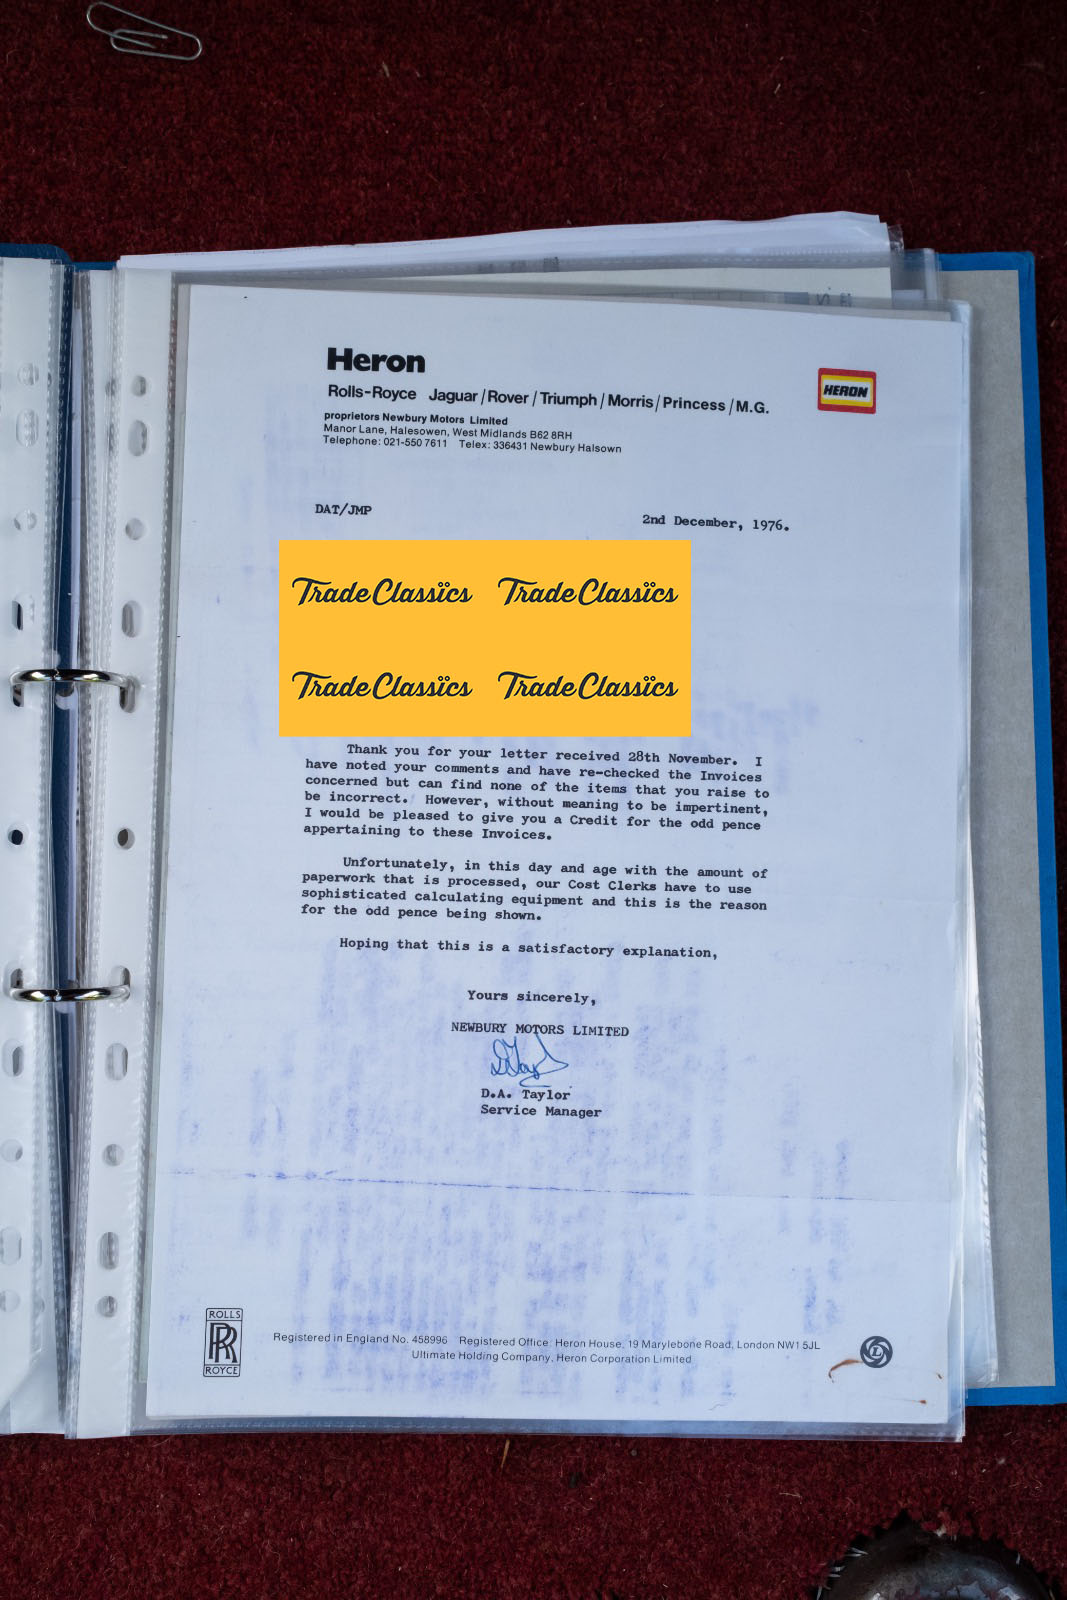 Heron
HERON
Rolls-Royce Jaguar/Rover/Triumph/Morris/Princess/M.G.
proprietors Newbury Motors Limited
Manor Lane, Halesowen, West Midlands B62 8RH
Telephone: 021-550 7611 Telex: 336431 Newbury Halsown
DAT/JMP
2nd December, 1976.
Trade Classics Trade Classics
Trade Classics Trade Classics
Thank you for your letter received 28th November. I
have noted your comments and have re-checked the Invoices
concerned but can find none of the items that you raise to
be incorrect. However, without meaning to be impertinent,
I would be pleased to give you a Credit for the odd pence
appertaining to these Invoices.
Unfortunately, in this day and age with the amount of
paperwork that is processed, our Cost Clerks have to use
sophisticated calculating equipment and this is the reason
for the odd pence being shown.
Hoping that this is a satisfactory explanation,
Yours sincerely,
NEWBURY MOTORS LIMITED
D.A. Taylor
Service Manager
ROLLS
RR
ROYCE
Registered in England No. 458996 Registered Office: Heron House, 19 Marylebone Road, London NW1 5JL
Ultimate Holding Company, Heron Corporation Limited
L